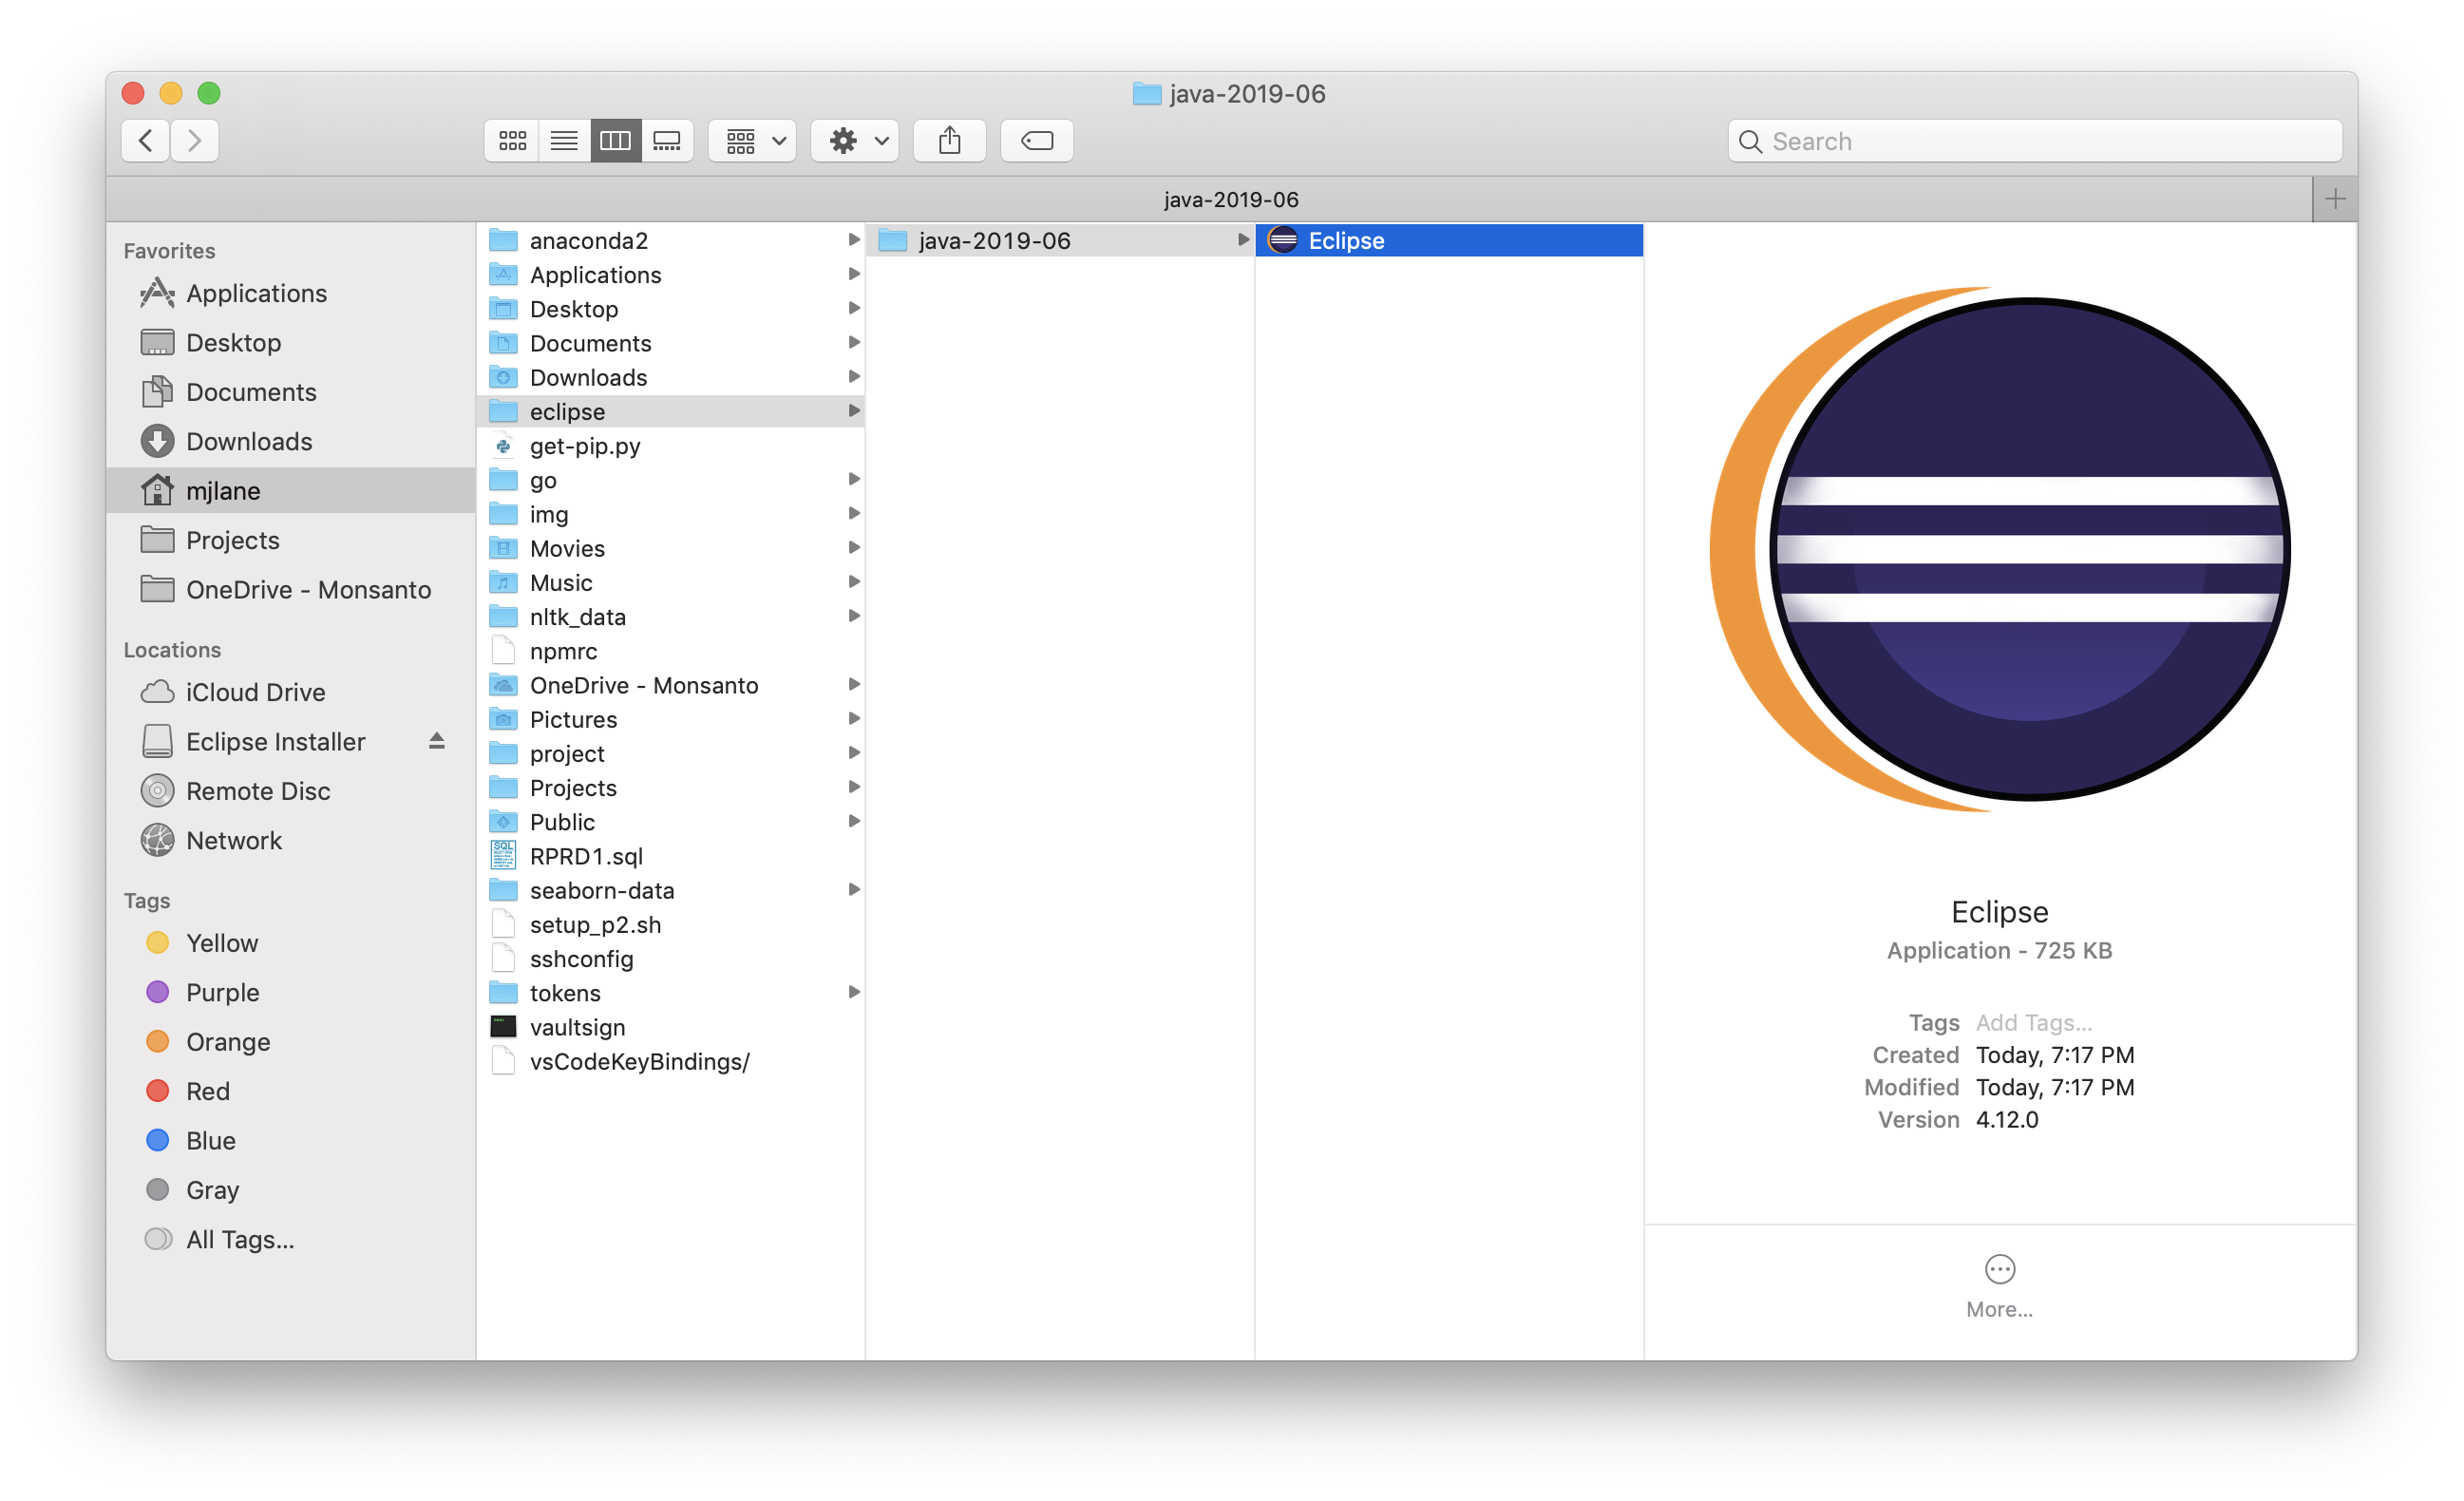 java-2019-06
Search
java-2019-06
Favorites
Applications
Desktop
Documents
Downloads
mjlane
Projects
OneDrive - Monsanto
Locations
iCloud Drive
Eclipse Installer
Remote Disc
Network
Tags
Yellow
Purple
Orange
Red
Blue
Gray
All Tags...
anaconda2
Applications
Desktop
Documents
Downloads
eclipse
get-pip.py
go
img
Movies
Music
nltk_data
npmrc
OneDrive - Monsanto
Pictures
project
Projects
Public
SQL
RPRD1.sql
seaborn-data
setup_p2.sh
sshconfig
tokens
vaultsign
vsCodeKeyBindings/
java-2019-06
Eclipse
Eclipse
Application - 725 KB
Tags Add Tags...
Created Today, 7:17 PM
Modified Today, 7:17 PM
Version 4.12.0
More...